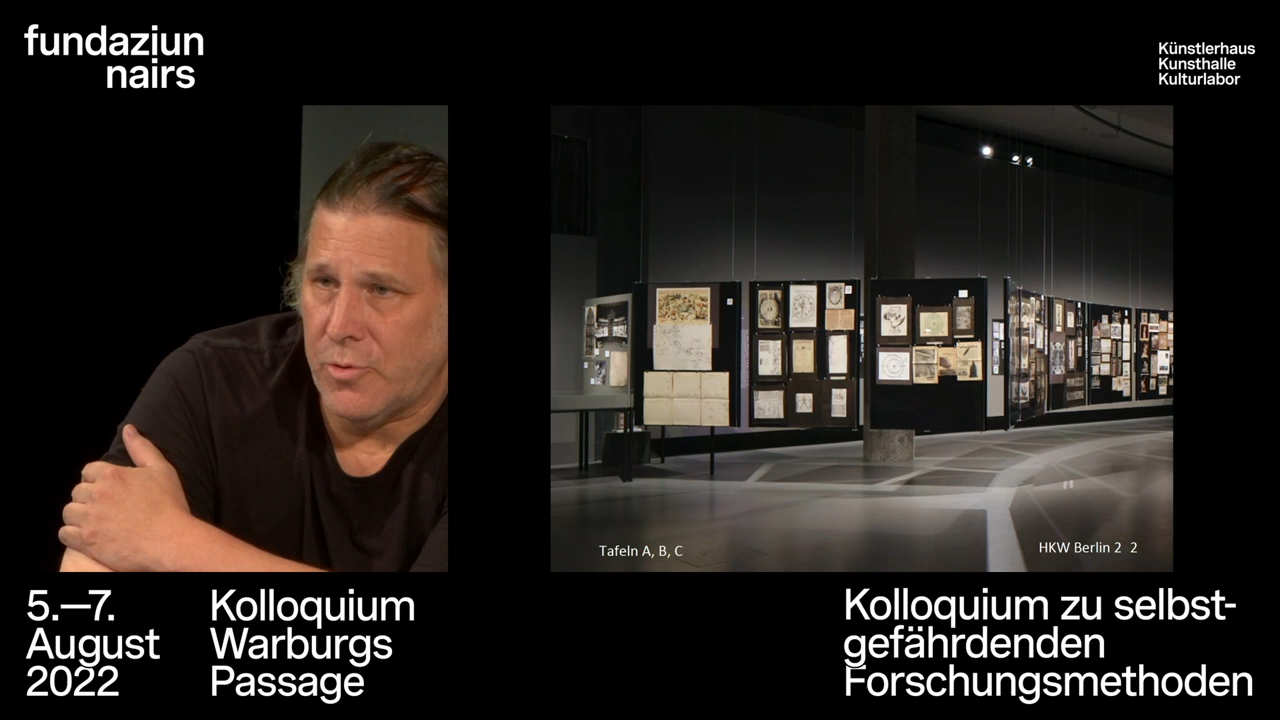 fundaziun
nairs
Künstlerhaus
Kunsthalle
Kulturlabor
Tafeln A, B, C
HKW Berlin 2 2
5.—7.
August
2022
Kolloquium
Warburgs
Passage
Kolloquium zu selbst-
gefährdenden
Forschungsmethoden